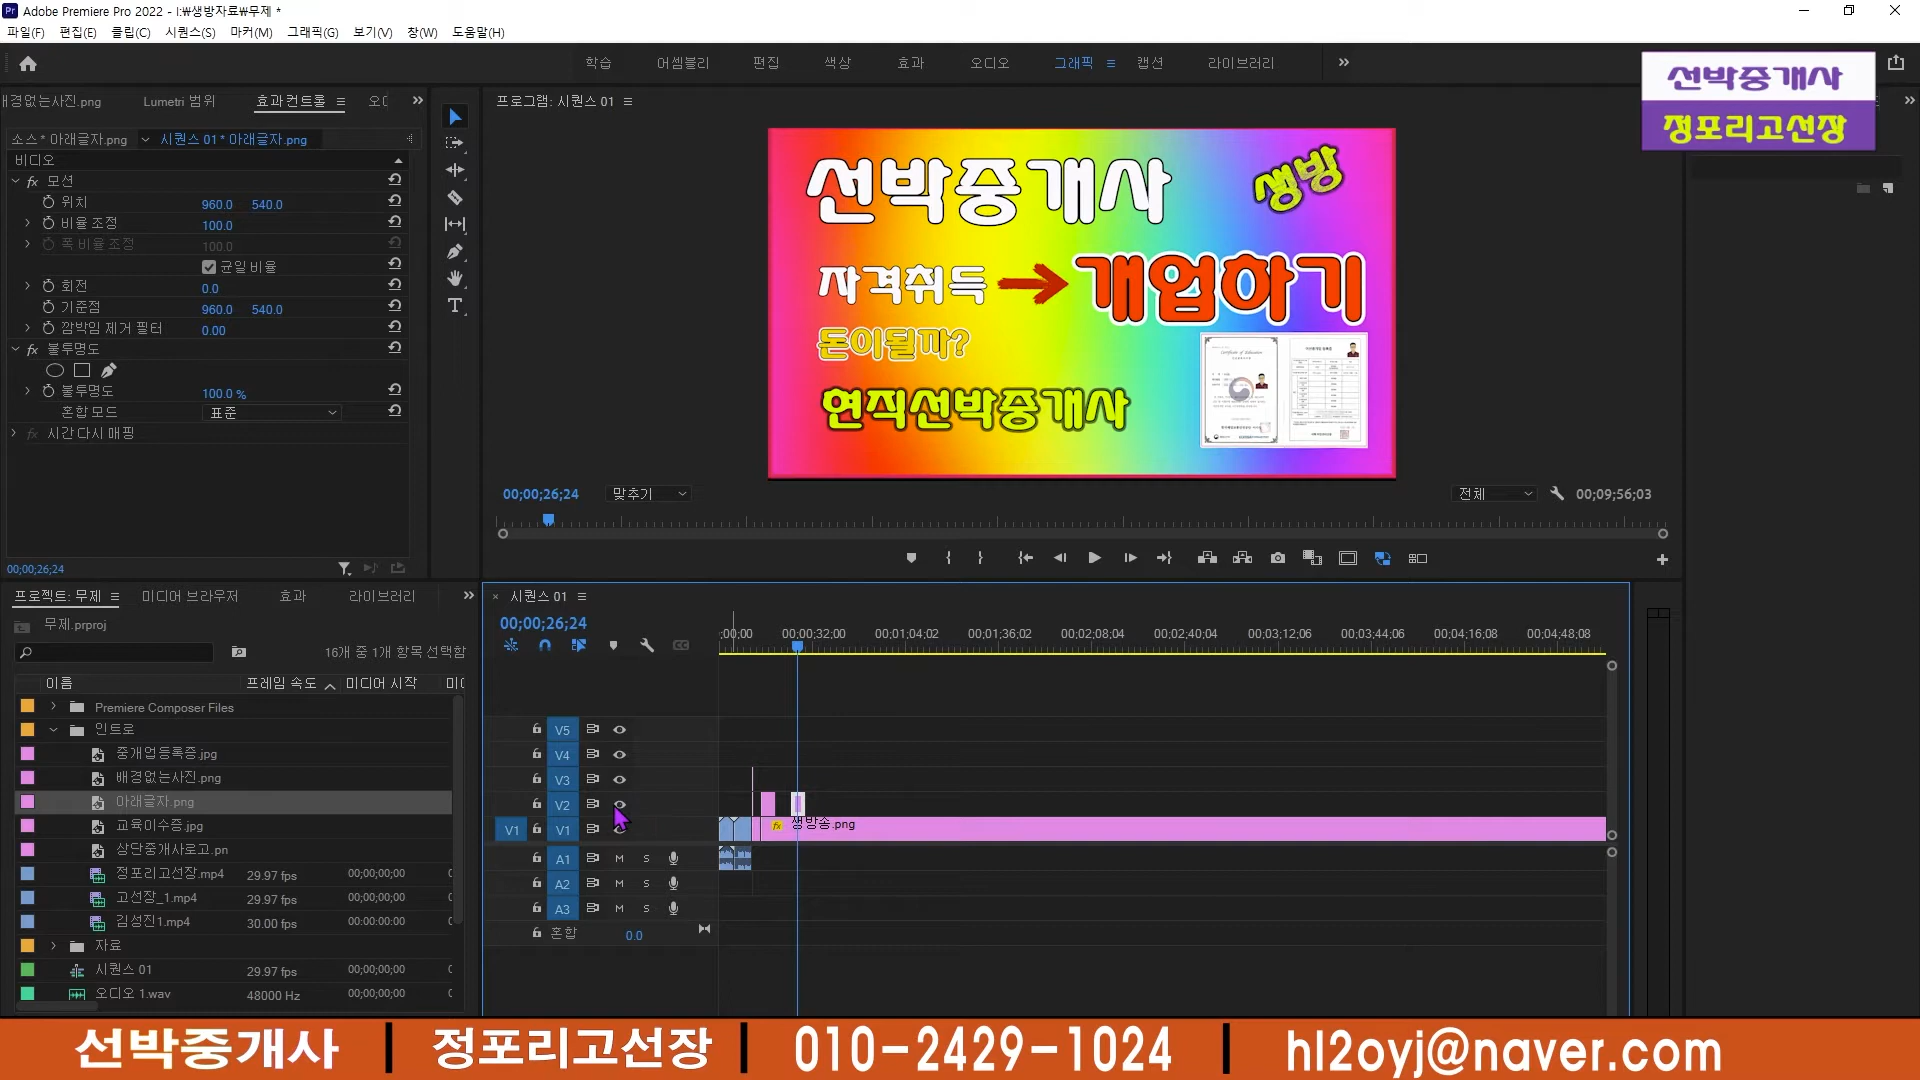 Adobe Premiere Pro 2022 - I:₩생방자료₩무제 *
파일(F) 편집(E) 클립(C) 시퀀스(S) 마커(M) 그래픽(G) 보기(V) 창(W) 도움말(H)
학습 어셈블리 편집 색상 효과 오디오 그래픽 캡션 라이브러리
선박중개사
정포리고선장
배경없는사진.png Lumetri 범위 효과 컨트롤
프로그램: 시퀀스 01
소스 * 아래글자.png 시퀀스 01 * 아래글자.png
비디오
fx 모션
위치 960.0 540.0
비율 조정 100.0
폭 비율 조정 100.0
균일 비율
회전 0.0
기준점 960.0 540.0
깜박임 제거 필터 0.00
fx 불투명도
불투명도 100.0 %
혼합 모드 표준
fx 시간 다시 매핑
00;00;26;24
선박중개사 생방
자격취득 개업하기
돈이될까?
현직선박중개사
Certificate of Education
00;00;26;24 맞추기 전체 00;09;56;03
프로젝트: 무제 미디어 브라우저 효과 라이브러리
무제.prproj
16개 중 1개 항목 선택함
이름 프레임 속도 미디어 시작 미디
Premiere Composer Files
인트로
중개업등록증.jpg
배경없는사진.png
아래글자.png
교육이수증.jpg
상단중개사로고.pn
정포리고선장.mp4 29.97 fps 00;00;00;00
고선장_1.mp4 29.97 fps 00;00;00;00
김성진1.mp4 30.00 fps 00:00:00:00
자료
시퀀스 01 29.97 fps 00;00;00;00
오디오 1.wav 48000 Hz 00;00;00;00
시퀀스 01
00;00;26;24
:00;00 00;00;32;00 00;01;04;02 00;01;36;02 00;02;08;04 00;02;40;04 00;03;12;06 00;03;44;06 00;04;16;08 00;04;48;08
V5
V4
V3
V2
V1 V1 fx 생방송.png
A1 M S
A2 M S
A3 M S
혼합 0.0
선박중개사 | 정포리고선장 | 010-2429-1024 | hl2oyj@naver.com